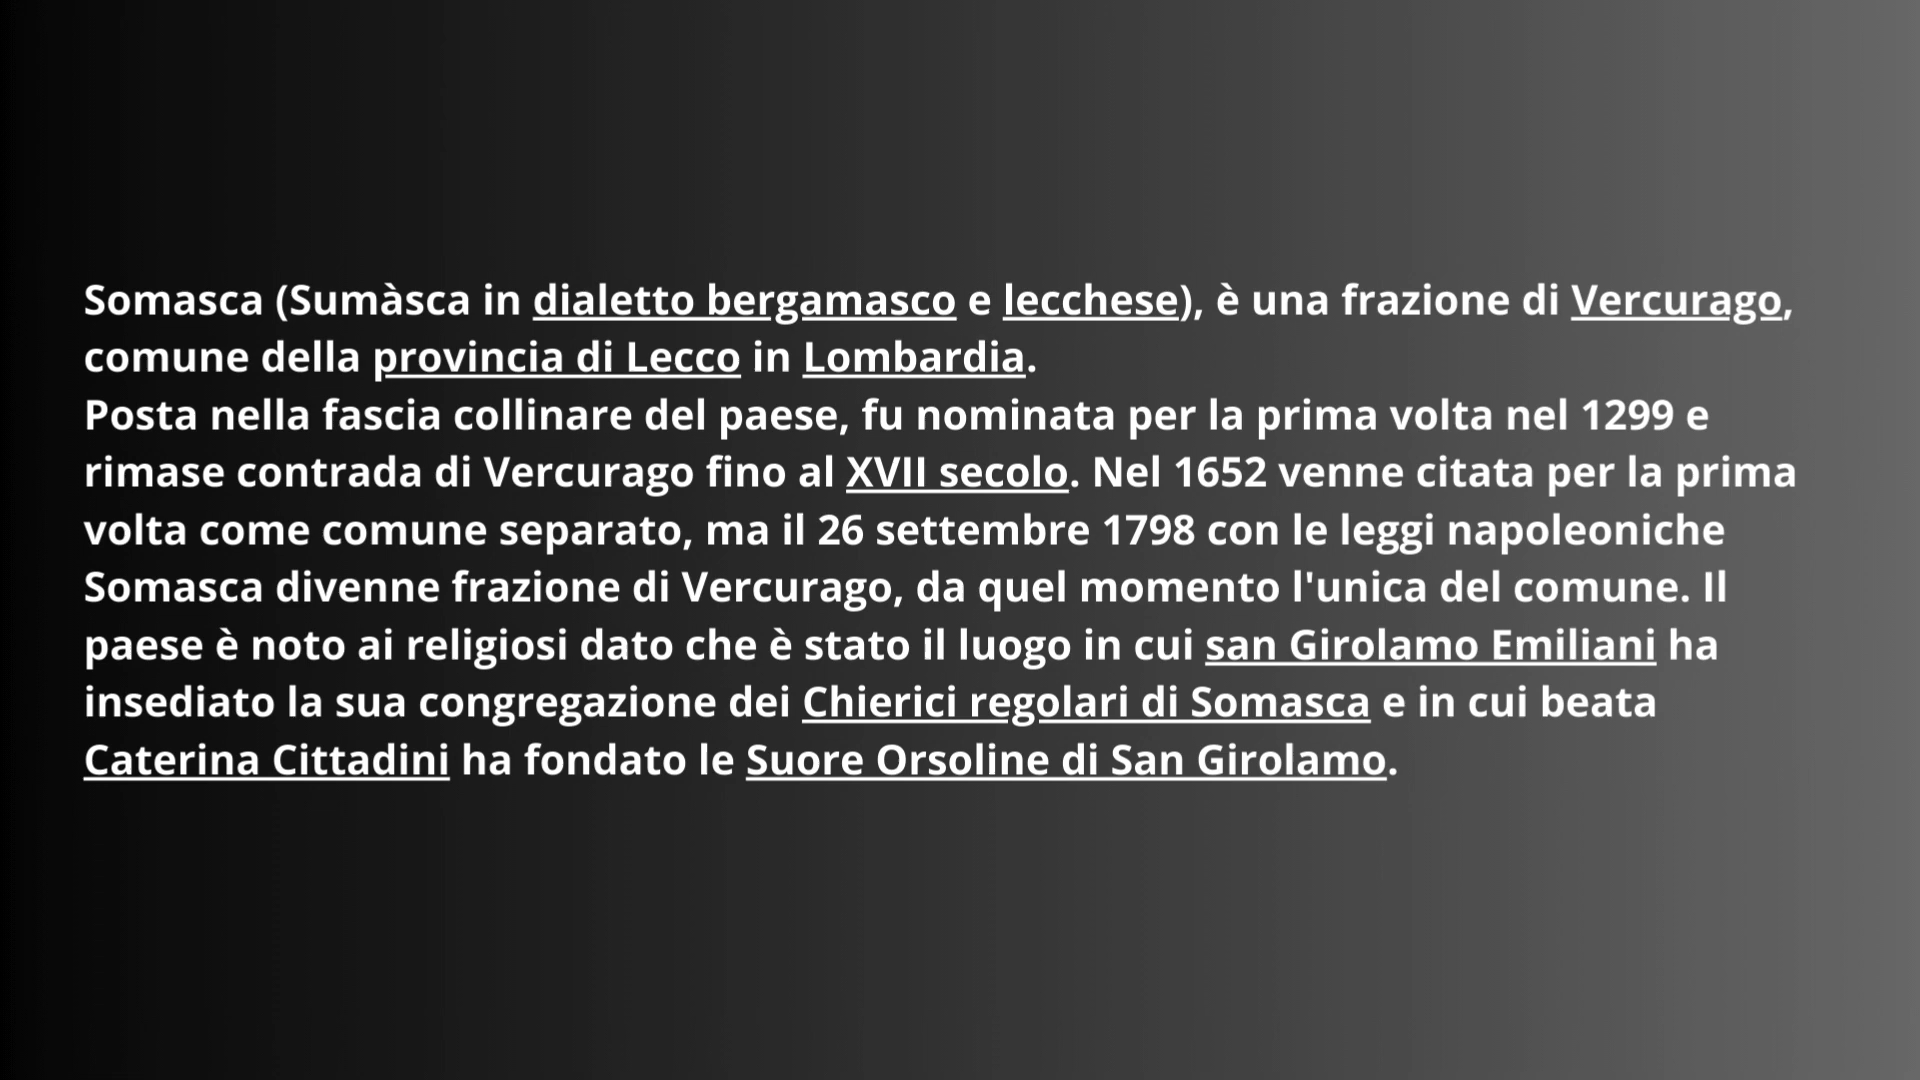 Somasca (Sumàsca in dialetto bergamasco e lecchese), è una frazione di Vercurago,
comune della provincia di Lecco in Lombardia.
Posta nella fascia collinare del paese, fu nominata per la prima volta nel 1299 e
rimase contrada di Vercurago fino al XVII secolo. Nel 1652 venne citata per la prima
volta come comune separato, ma il 26 settembre 1798 con le leggi napoleoniche
Somasca divenne frazione di Vercurago, da quel momento l'unica del comune. Il
paese è noto ai religiosi dato che è stato il luogo in cui san Girolamo Emiliani ha
insediato la sua congregazione dei Chierici regolari di Somasca e in cui beata
Caterina Cittadini ha fondato le Suore Orsoline di San Girolamo.